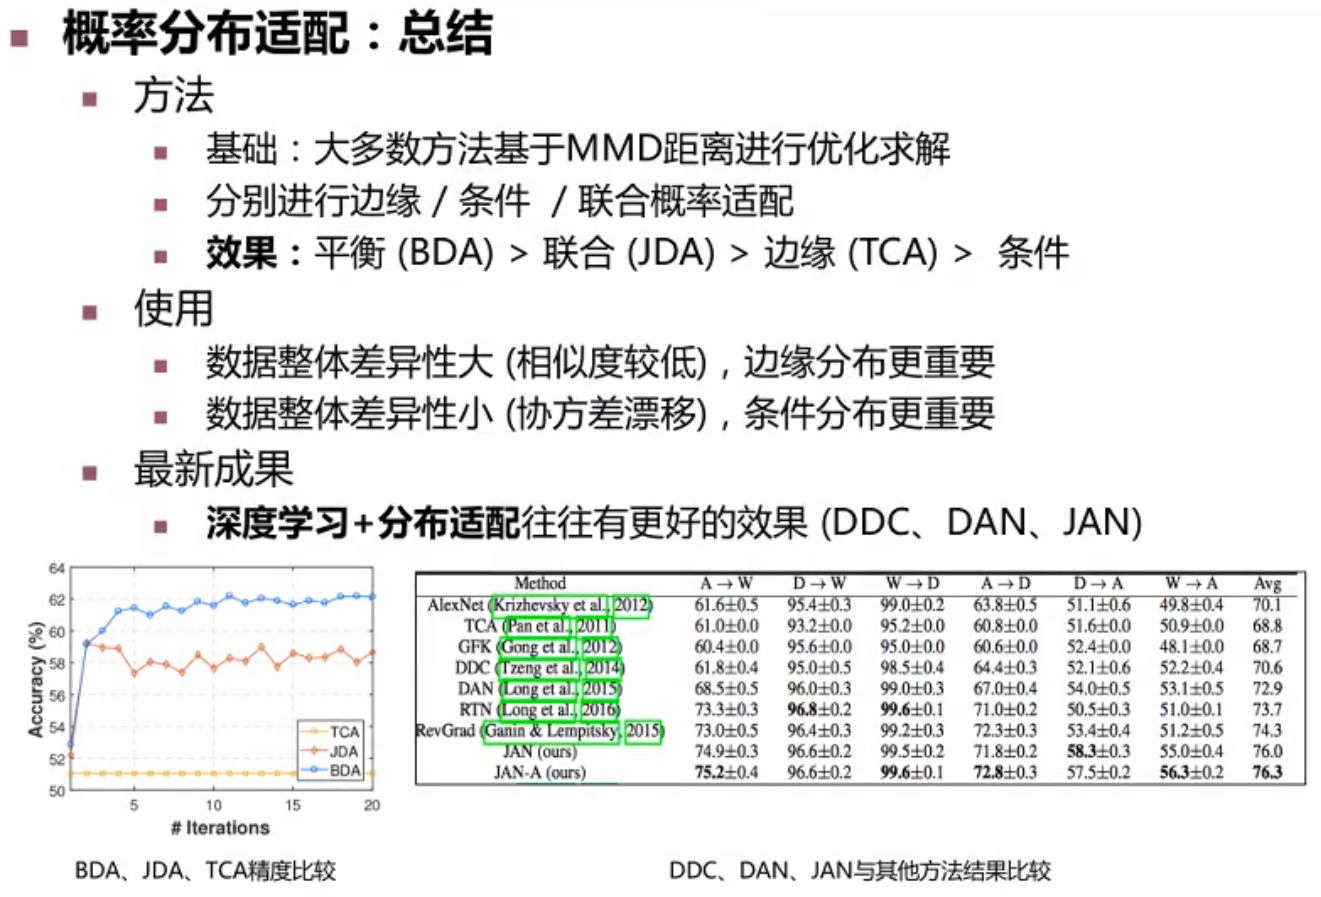 概率分布适配：总结
方法
基础：大多数方法基于MMD距离进行优化求解
分别进行边缘 / 条件 / 联合概率适配
效果：平衡 (BDA) > 联合 (JDA) > 边缘 (TCA) > 条件
使用
数据整体差异性大 (相似度较低)，边缘分布更重要
数据整体差异性小 (协方差漂移)，条件分布更重要
最新成果
深度学习+分布适配往往有更好的效果 (DDC、DAN、JAN)
64
62
60
58
56
54
52
50
Accuracy (%)
TCA
JDA
BDA
5 10 15 20
# Iterations
BDA、JDA、TCA精度比较
Method A → W D → W W → D A → D D → A W → A Avg
AlexNet (Krizhevsky et al., 2012) 61.6±0.5 95.4±0.3 99.0±0.2 63.8±0.5 51.1±0.6 49.8±0.4 70.1
TCA (Pan et al., 2011) 61.0±0.0 93.2±0.0 95.2±0.0 60.8±0.0 51.6±0.0 50.9±0.0 68.8
GFK (Gong et al., 2012) 60.4±0.0 95.6±0.0 95.0±0.0 60.6±0.0 52.4±0.0 48.1±0.0 68.7
DDC (Tzeng et al., 2014) 61.8±0.4 95.0±0.5 98.5±0.4 64.4±0.3 52.1±0.6 52.2±0.4 70.6
DAN (Long et al., 2015) 68.5±0.5 96.0±0.3 99.0±0.3 67.0±0.4 54.0±0.5 53.1±0.5 72.9
RTN (Long et al., 2016) 73.3±0.3 96.8±0.2 99.6±0.1 71.0±0.2 50.5±0.3 51.0±0.1 73.7
RevGrad (Ganin & Lempitsky, 2015) 73.0±0.5 96.4±0.3 99.2±0.3 72.3±0.3 53.4±0.4 51.2±0.5 74.3
JAN (ours) 74.9±0.3 96.6±0.2 99.5±0.2 71.8±0.2 58.3±0.3 55.0±0.4 76.0
JAN-A (ours) 75.2±0.4 96.6±0.2 99.6±0.1 72.8±0.3 57.5±0.2 56.3±0.2 76.3
DDC、DAN、JAN与其他方法结果比较